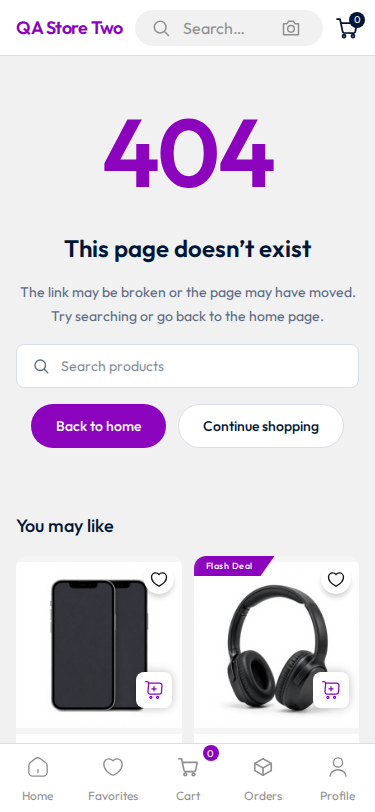 QA Store Two
Search...
0
404
This page doesn't exist
The link may be broken or the page may have moved.
Try searching or go back to the home page.
Search products
Back to home
Continue shopping
You may like
Flash Deal
0
Home
Favorites
Cart
Orders
Profile